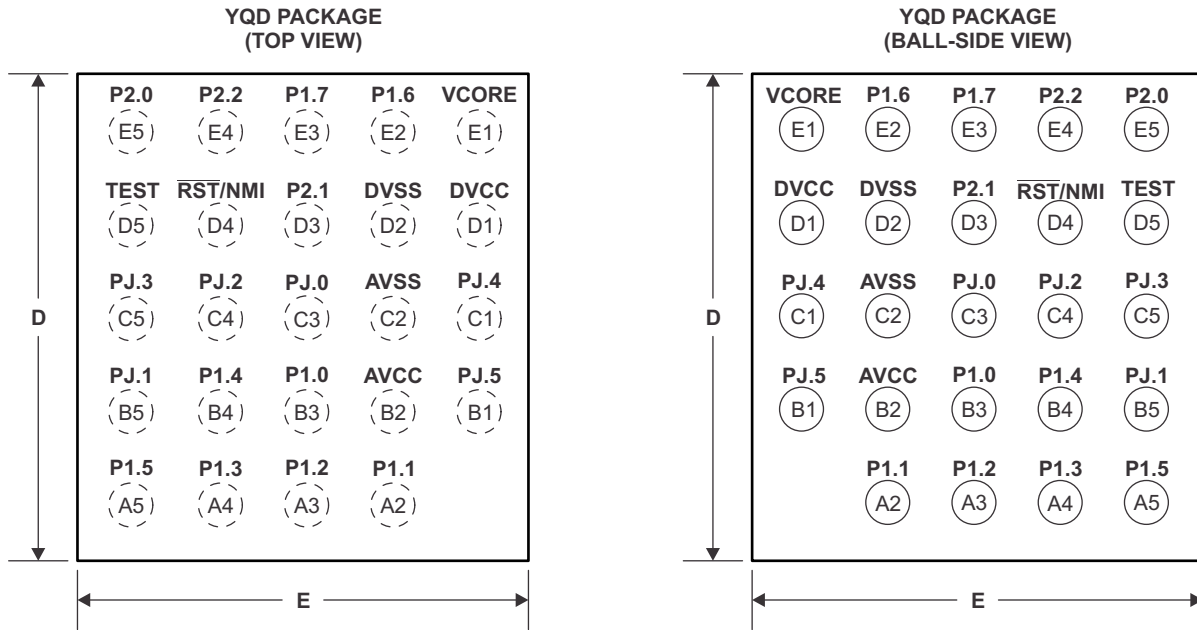 YQD PACKAGE
(TOP VIEW)
P2.0 P2.2 P1.7 P1.6 VCORE
E5 E4 E3 E2 E1
TEST RST/NMI P2.1 DVSS DVCC
D5 D4 D3 D2 D1
PJ.3 PJ.2 PJ.0 AVSS PJ.4
D
C5 C4 C3 C2 C1
PJ.1 P1.4 P1.0 AVCC PJ.5
B5 B4 B3 B2 B1
P1.5 P1.3 P1.2 P1.1
A5 A4 A3 A2
E
YQD PACKAGE
(BALL-SIDE VIEW)
VCORE P1.6 P1.7 P2.2 P2.0
E1 E2 E3 E4 E5
DVCC DVSS P2.1 RST/NMI TEST
D1 D2 D3 D4 D5
PJ.4 AVSS PJ.0 PJ.2 PJ.3
D
C1 C2 C3 C4 C5
PJ.5 AVCC P1.0 P1.4 PJ.1
B1 B2 B3 B4 B5
P1.1 P1.2 P1.3 P1.5
A2 A3 A4 A5
E